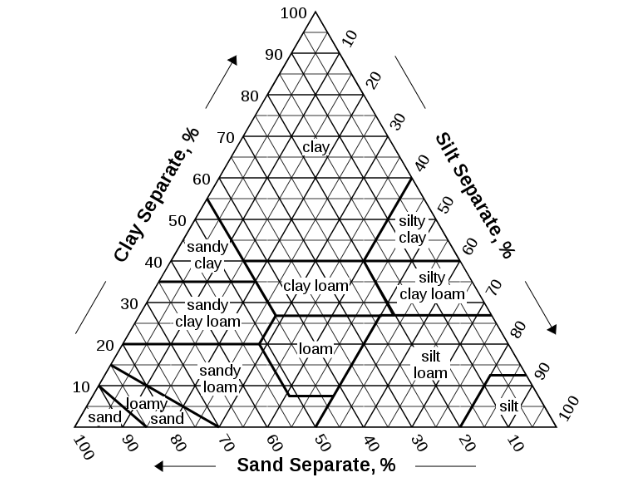 100
90
80
70
60
50
40
30
20
10
Clay Separate, %
10
20
30
40
50
60
70
80
90
100
Silt Separate, %
clay
silty
clay
sandy
clay
clay loam
silty
clay loam
sandy
clay loam
loam
silt
loam
sandy
loam
silt
loamy
sand
sand
100
90
80
70
60
50
40
30
20
10
Sand Separate, %